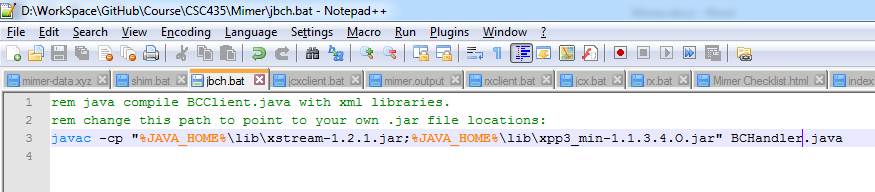 D:\WorkSpace\GitHub\Course\CSC435\Mimer\jbch.bat - Notepad++
File Edit Search View Encoding Language Settings Macro Run Plugins Window ?
mimer-data.xyz shim.bat jbch.bat jcxclient.bat mimer.output rxclient.bat jcx.bat rx.bat Mimer Checklist.html index
1 rem java compile BCClient.java with xml libraries.
2 rem change this path to point to your own .jar file locations:
3 javac -cp "%JAVA_HOME%\lib\xstream-1.2.1.jar;%JAVA_HOME%\lib\xpp3_min-1.1.3.4.O.jar" BCHandler.java
4